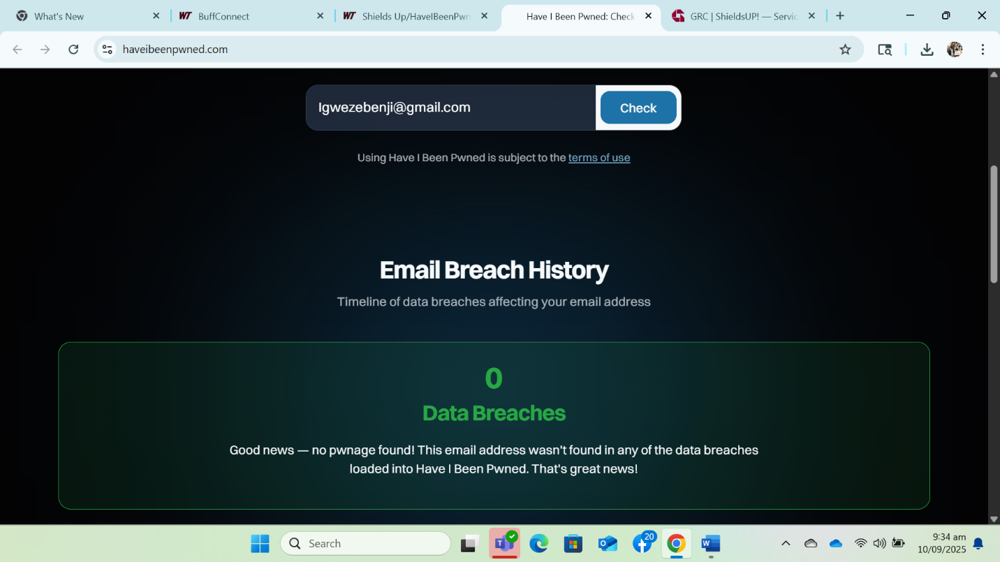 What's New
WT BuffConnect
WT Shields Up/HaveIBeenPwn
Have I Been Pwned: Check
GRC | ShieldsUP! — Servic
haveibeenpwned.com
Igwezebenji@gmail.com
Check
Using Have I Been Pwned is subject to the terms of use
Email Breach History
Timeline of data breaches affecting your email address
0
Data Breaches
Good news — no pwnage found! This email address wasn't found in any of the data breaches
loaded into Have I Been Pwned. That's great news!
Search
20
9:34 am
10/09/2025